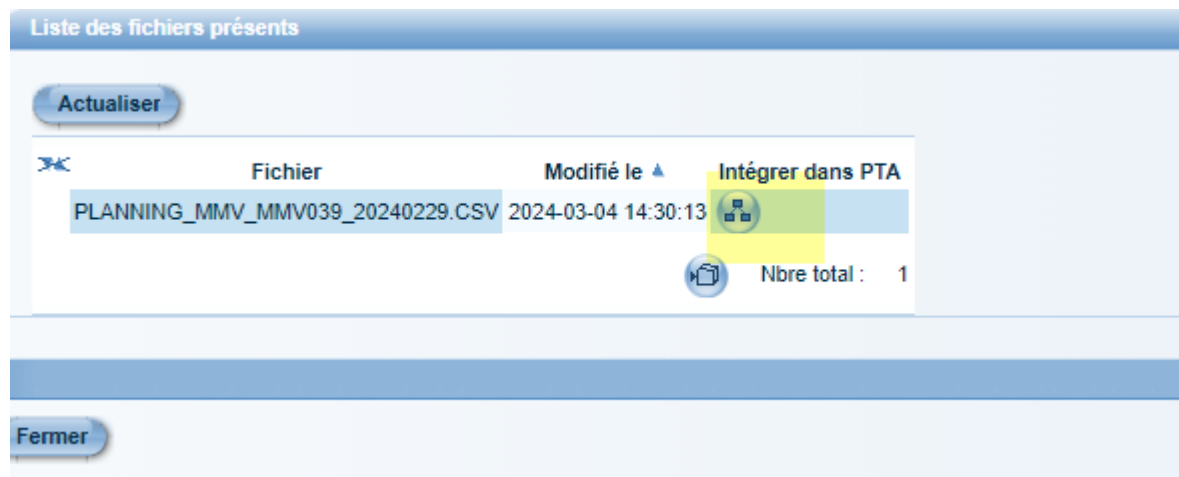 Liste des fichiers présents
Actualiser
Fichier Modifié le Intégrer dans PTA
PLANNING_MMV_MMV039_20240229.CSV 2024-03-04 14:30:13
Nbre total : 1
Fermer